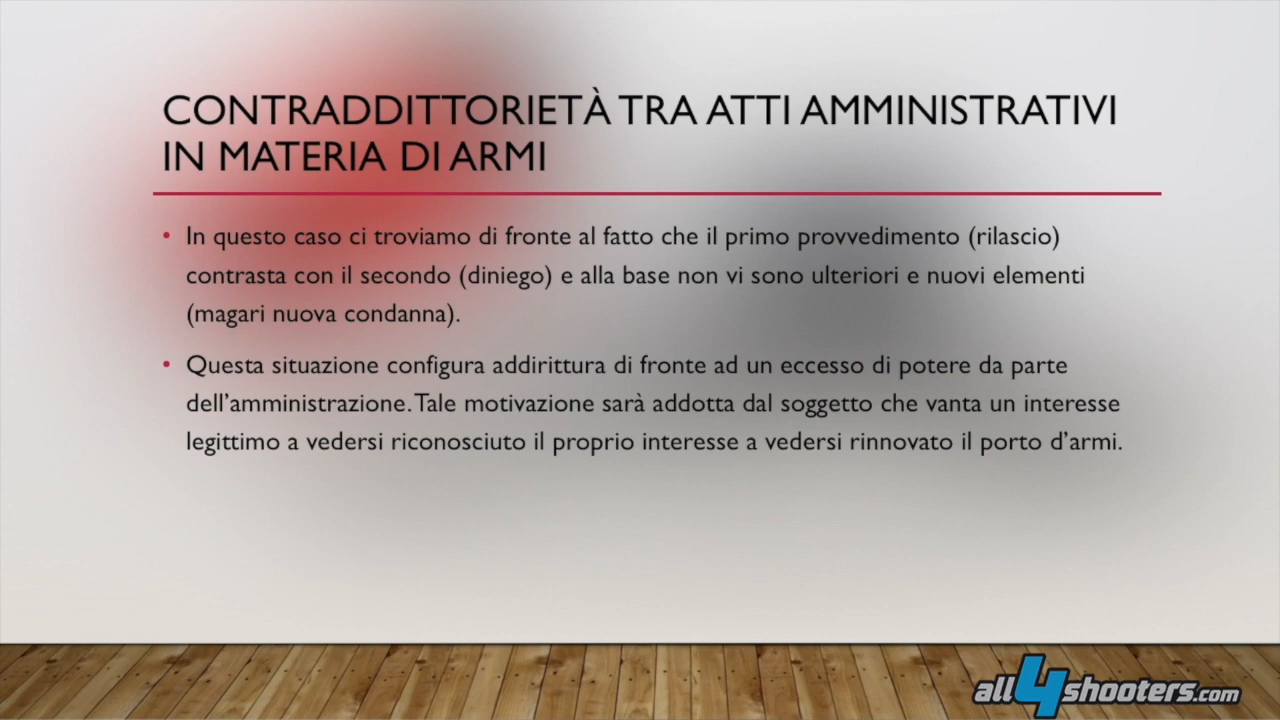 CONTRADDITTORIETÀ TRA ATTI AMMINISTRATIVI
IN MATERIA DI ARMI
• In questo caso ci troviamo di fronte al fatto che il primo provvedimento (rilascio)
contrasta con il secondo (diniego) e alla base non vi sono ulteriori e nuovi elementi
(magari nuova condanna).
• Questa situazione configura addirittura di fronte ad un eccesso di potere da parte
dell’amministrazione. Tale motivazione sarà addotta dal soggetto che vanta un interesse
legittimo a vedersi riconosciuto il proprio interesse a vedersi rinnovato il porto d’armi.
all4shooters.com